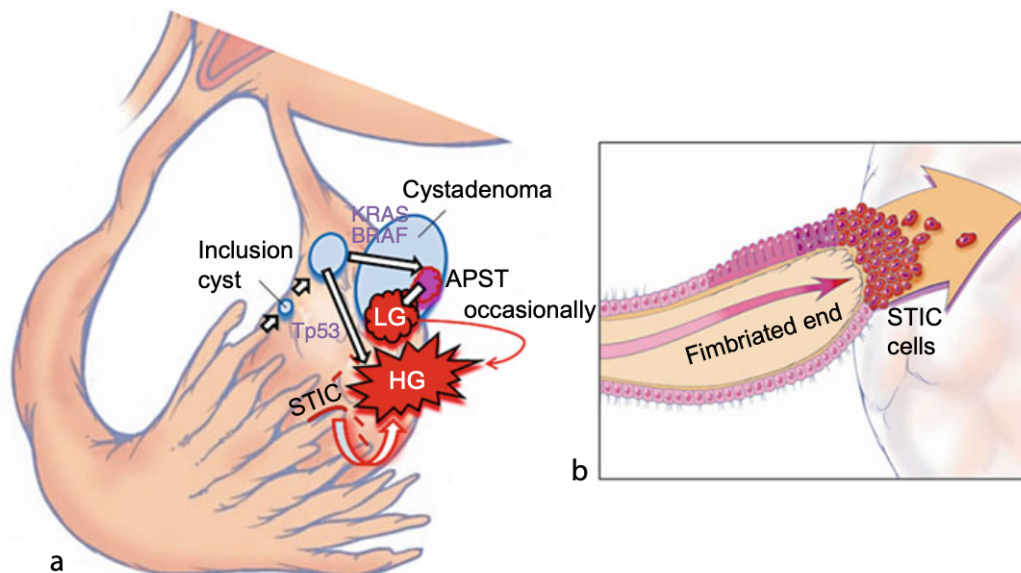 Cystadenoma
KRAS
BRAF
Inclusion
cyst
APST
occasionally
LG
Tp53
HG
STIC
a
Fimbriated end
STIC
cells
b